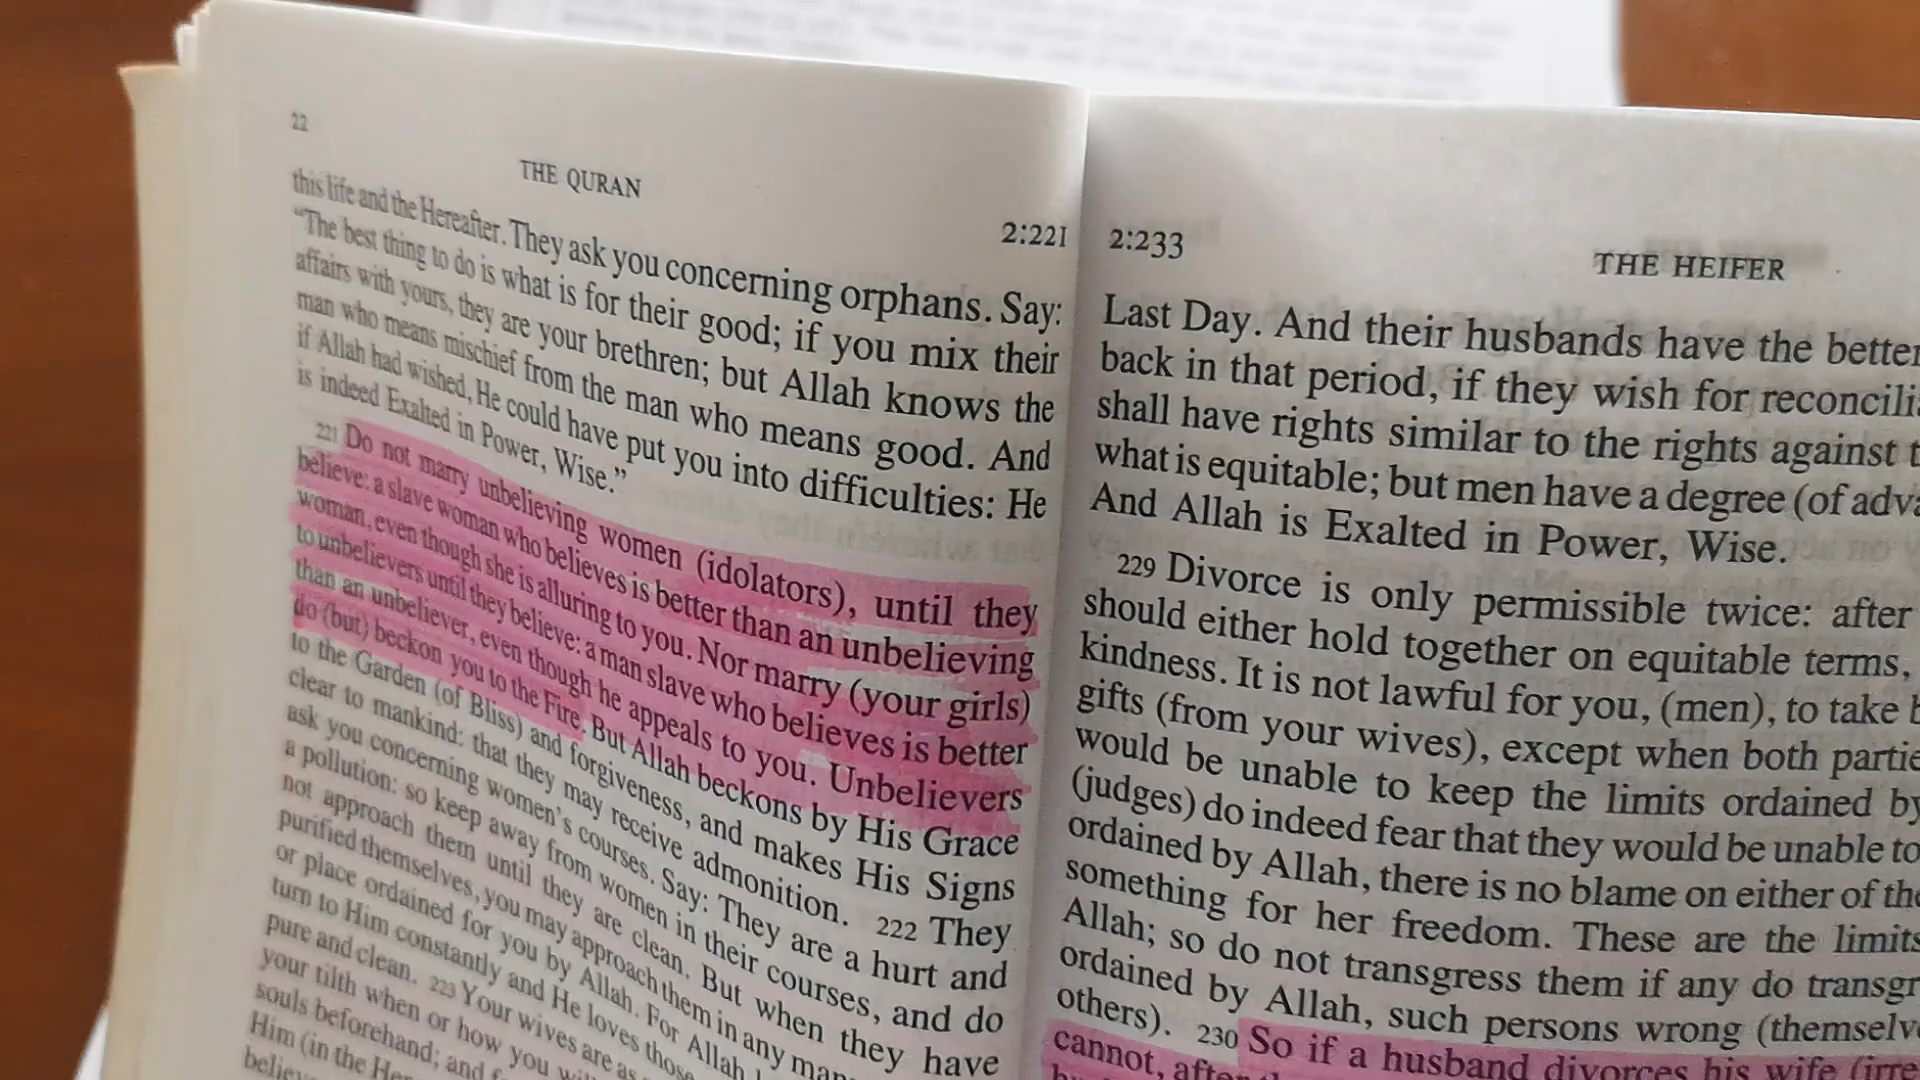 22
THE QURAN
2:221
this life and the Hereafter. They ask you concerning orphans. Say:
“The best thing to do is what is for their good; if you mix their
affairs with yours, they are your brethren; but Allah knows the
man who means mischief from the man who means good. And
if Allah had wished, He could have put you into difficulties: He
is indeed Exalted in Power, Wise.”
221 Do not marry unbelieving women (idolators), until they
believe: a slave woman who believes is better than an unbelieving
woman, even though she is alluring to you. Nor marry (your girls)
to unbelievers until they believe: a man slave who believes is better
than an unbeliever, even though he appeals to you. Unbelievers
do (but) beckon you to the Fire. But Allah beckons by His Grace
to the Garden (of Bliss) and forgiveness, and makes His Signs
clear to mankind: that they may receive admonition. 222 They
ask you concerning women’s courses. Say: They are a hurt and
a pollution: so keep away from women in their courses, and do
not approach them until they are clean. But when they have
purified themselves, you may approach them in any
or place ordained for you by Allah. For Allah
turn to Him constantly and He loves those
pure and clean. 223 Your wives are as
your tilth when or how you
souls beforehand; and
Him (in the
2:233
THE HEIFER
Last Day. And their husbands have the better
back in that period, if they wish for
shall have rights similar to the rights against
what is equitable; but men have a degree (of
And Allah is Exalted in Power, Wise.
229 Divorce is only permissible twice: after
should either hold together on equitable terms,
kindness. It is not lawful for you, (men), to take
gifts (from your wives), except when both
would be unable to keep the limits ordained by
(judges) do indeed fear that they would be unable to
ordained by Allah, there is no blame on either of
something for her freedom. These are the limits
Allah; so do not transgress them if any do
ordained by Allah, such persons wrong
others). 230 So if a husband divorces his wife
cannot,